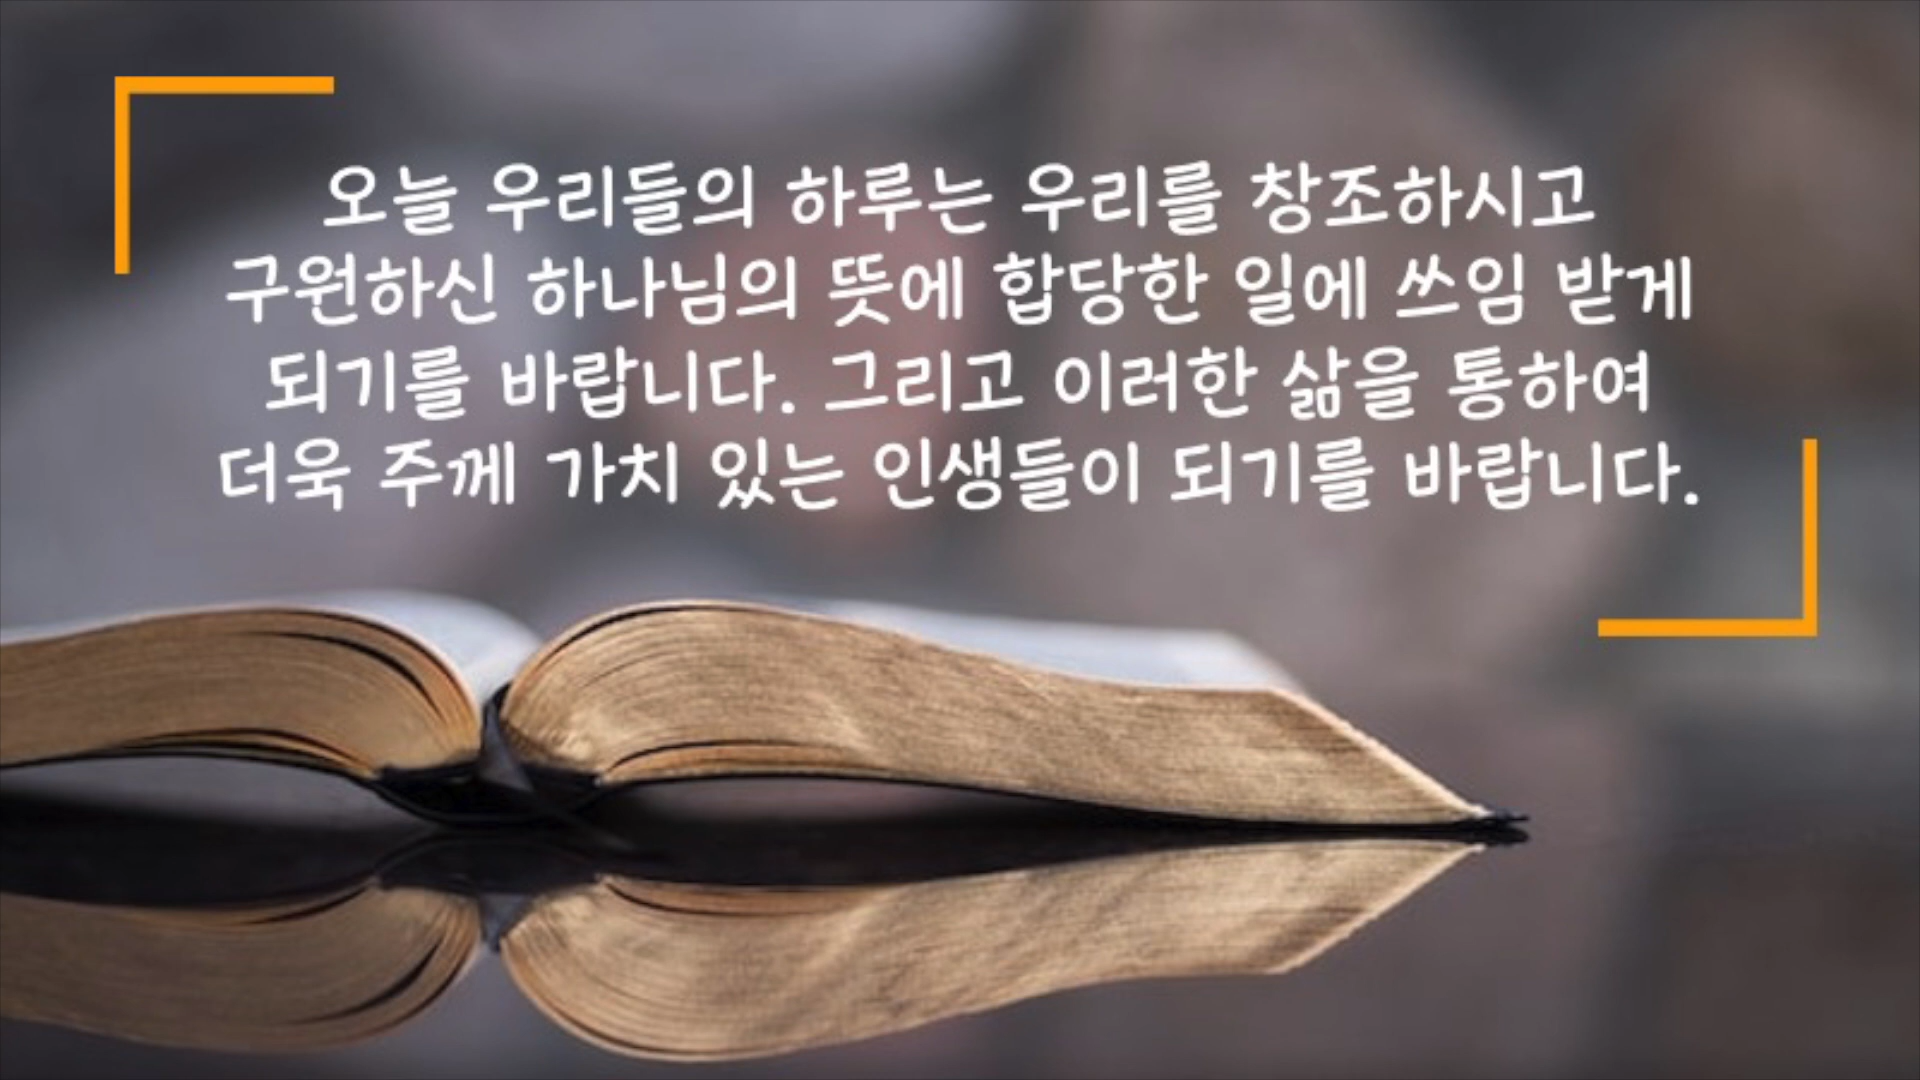 오늘 우리들의 하루는 우리를 창조하시고
구원하신 하나님의 뜻에 합당한 일에 쓰임 받게
되기를 바랍니다. 그리고 이러한 삶을 통하여
더욱 주께 가치 있는 인생들이 되기를 바랍니다.